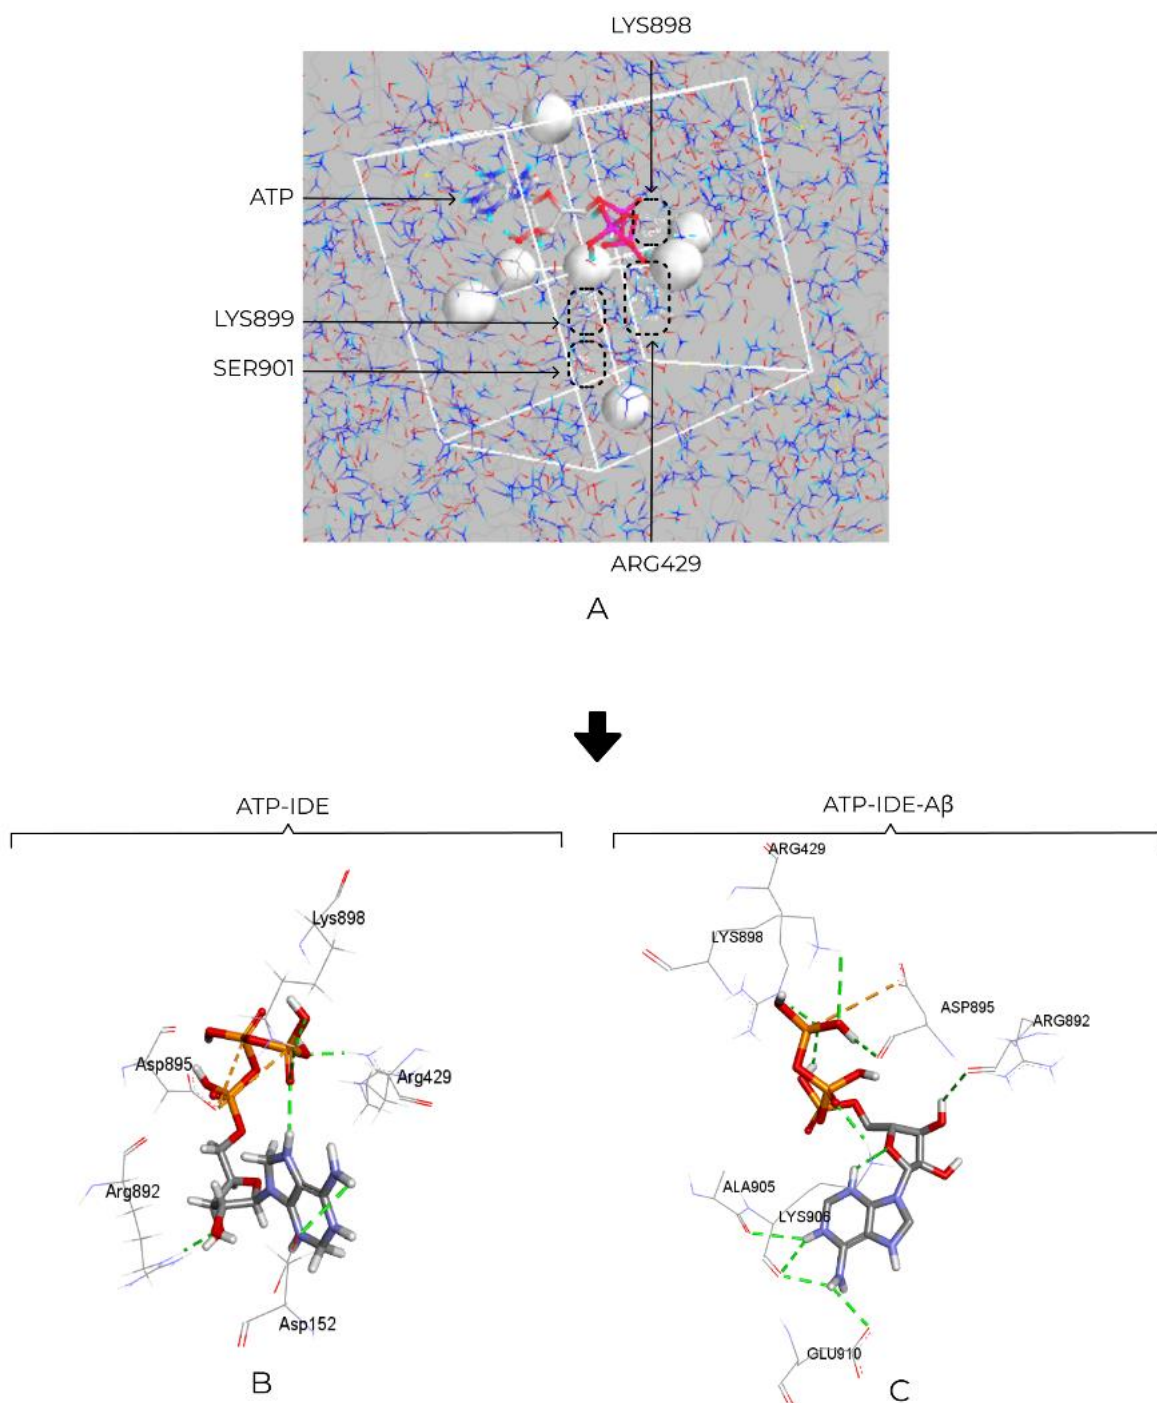 LYS898
ATP
LYS899
SER901
ARG429
A
ATP-IDE
ATP-IDE-Aβ
ARG429
Lys898
LYS898
ASP895
ARG892
Asp895
Arg429
Arg892
ALA905
LYS906
Asp152
GLU910
B
C